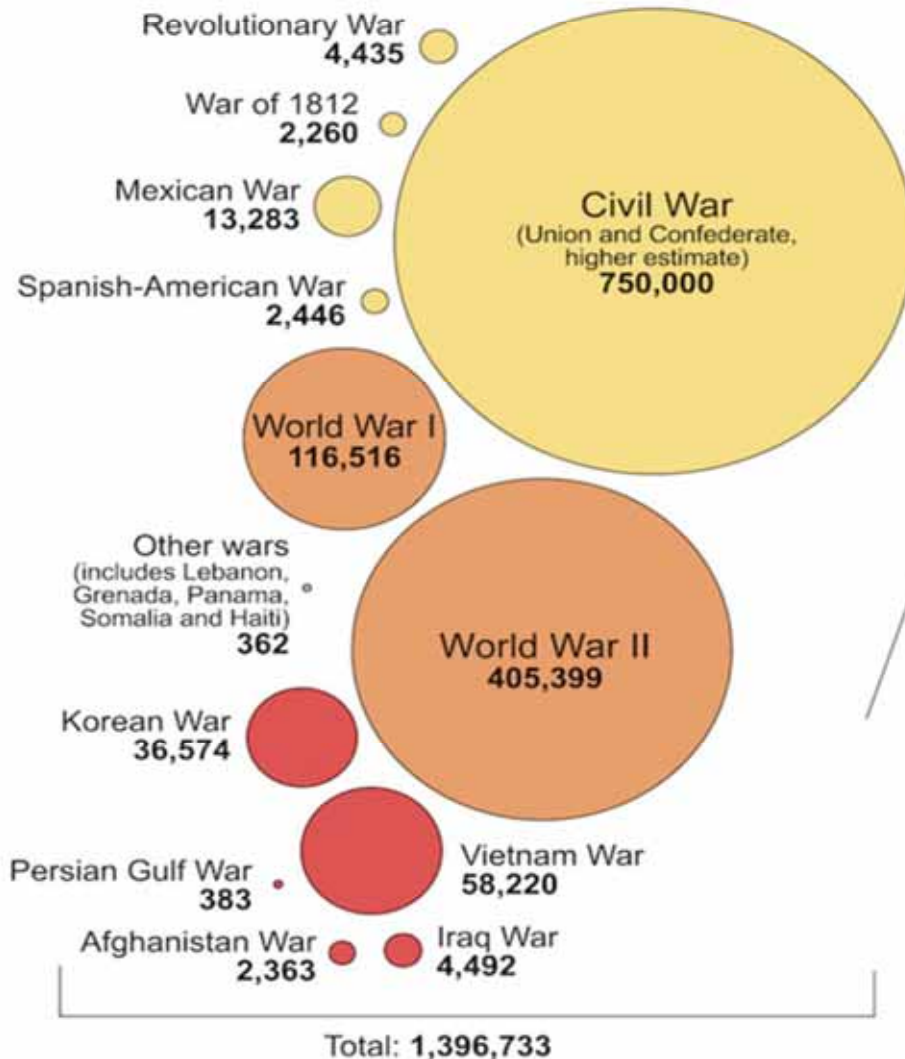 Revolutionary War
4,435
War of 1812
2,260
Mexican War
13,283
Spanish-American War
2,446
Civil War
(Union and Confederate,
higher estimate)
750,000
World War I
116,516
Other wars
(includes Lebanon,
Grenada, Panama,
Somalia and Haiti)
362
World War II
405,399
Korean War
36,574
Vietnam War
58,220
Persian Gulf War
383
Afghanistan War
2,363
Iraq War
4,492
Total: 1,396,733